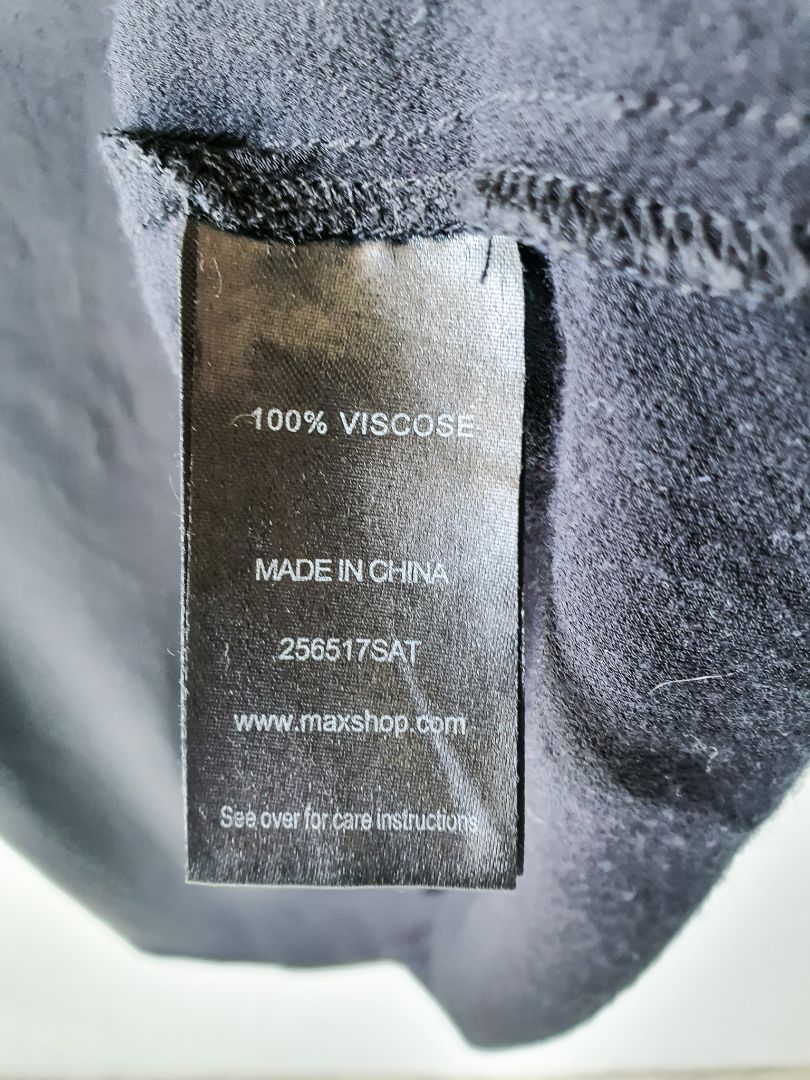 100% VISCOSE
MADE IN CHINA
256517SAT
www.maxshop.com
See over for care instructions